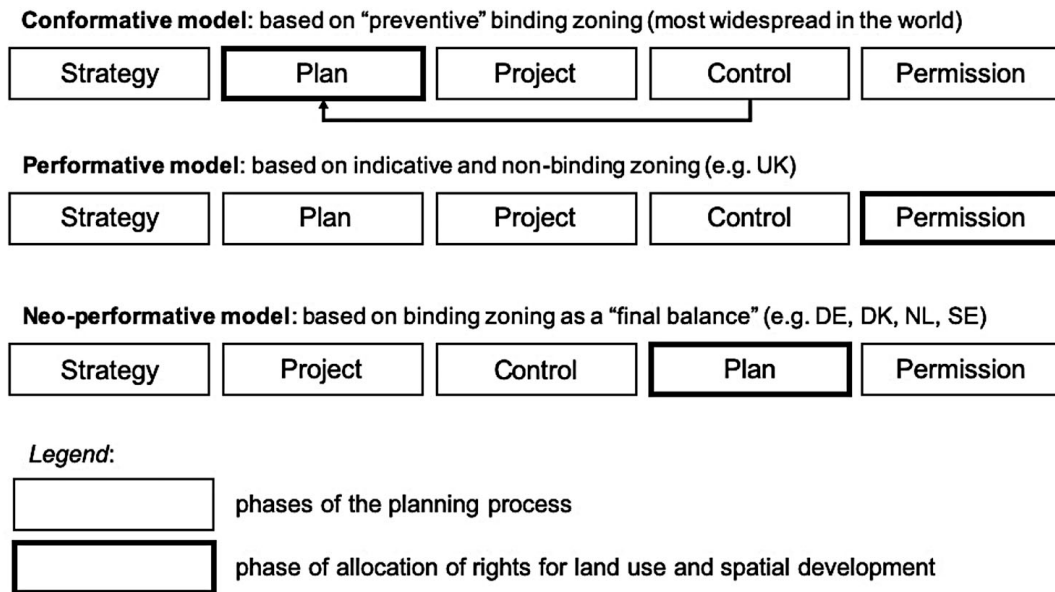 Conformative model: based on “preventive” binding zoning (most widespread in the world)
Strategy Plan Project Control Permission
Performative model: based on indicative and non-binding zoning (e.g. UK)
Strategy Plan Project Control Permission
Neo-performative model: based on binding zoning as a “final balance” (e.g. DE, DK, NL, SE)
Strategy Project Control Plan Permission
Legend:
phases of the planning process
phase of allocation of rights for land use and spatial development